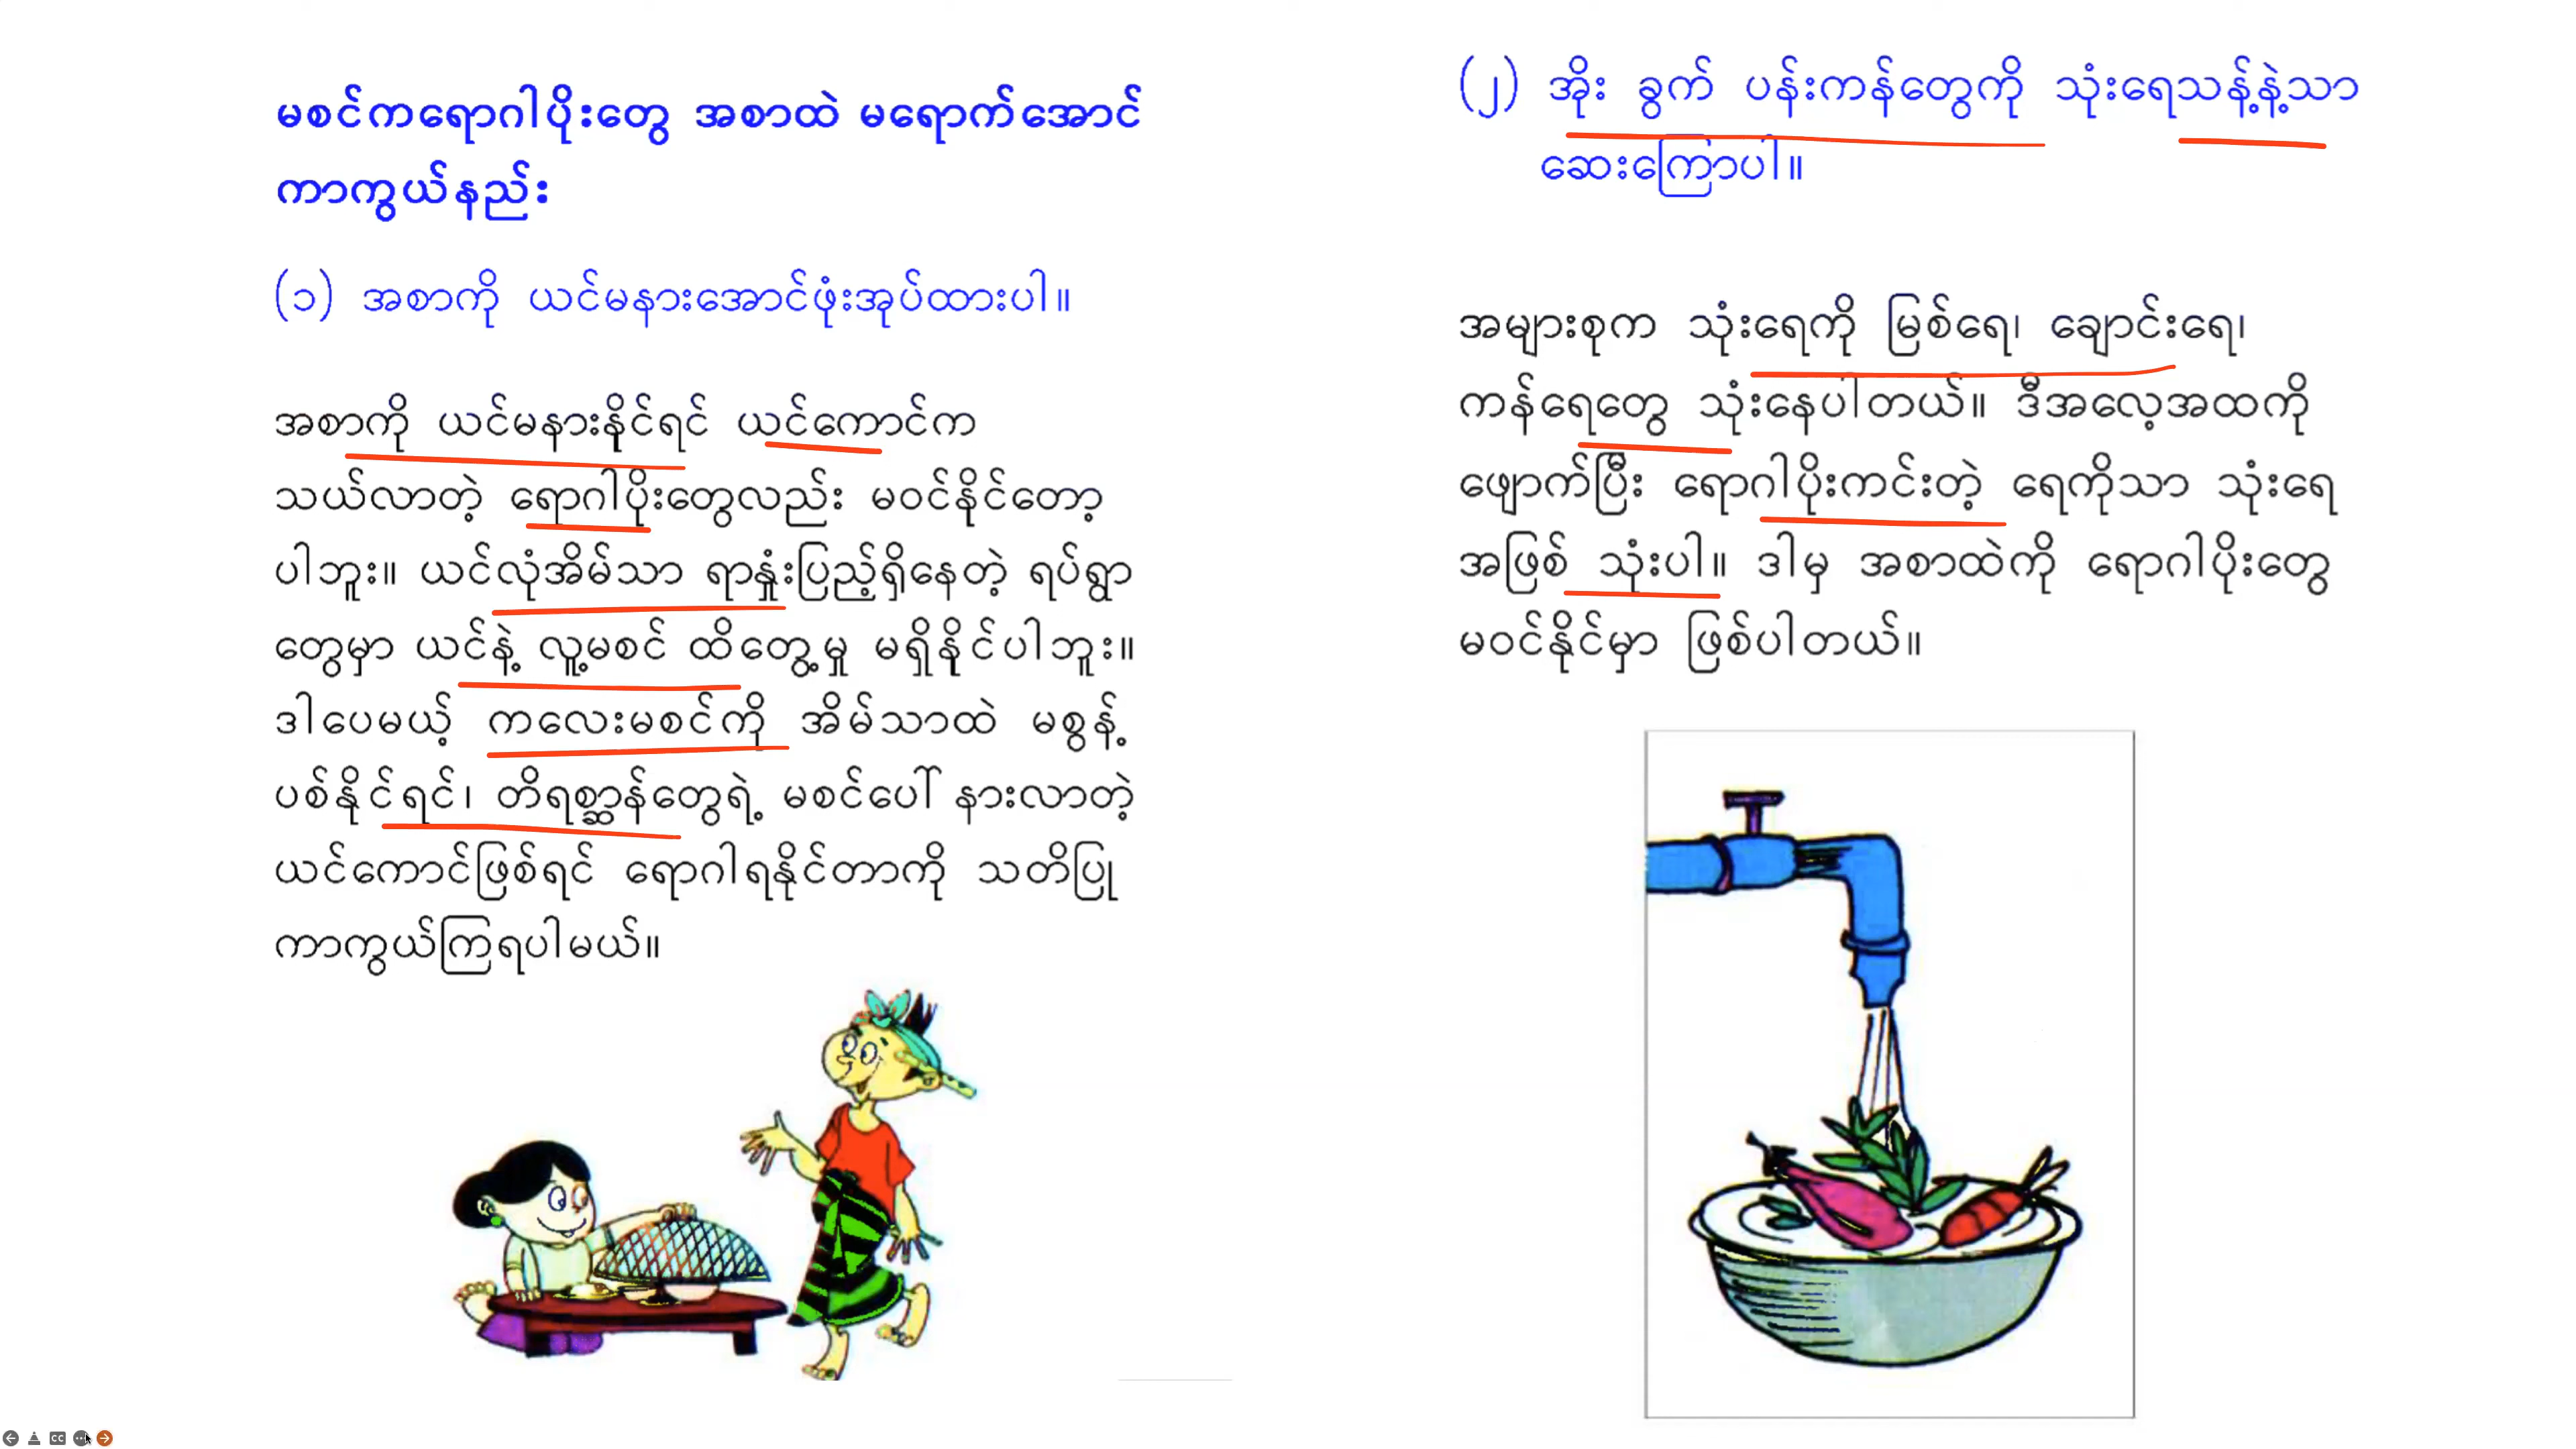 မစင်ကရောဂါပိုးတွေ အစာထဲ မရောက်အောင်
ကာကွယ်နည်း
(၁) အစာကို ယင်မနားအောင်ဖုံးအုပ်ထားပါ။
အစာကို ယင်မနားနိုင်ရင် ယင်ကောင်က
သယ်လာတဲ့ ရောဂါပိုးတွေလည်း မဝင်နိုင်တော့
ပါဘူး။ ယင်လုံအိမ်သာ ရာနှုံးပြည့်ရှိနေတဲ့ ရပ်ရွာ
တွေမှာ ယင်နဲ့ လူ့မစင် ထိတွေ့မှု မရှိနိုင်ပါဘူး။
ဒါပေမယ့် ကလေးမစင်ကို အိမ်သာထဲ မစွန့်
ပစ်နိုင်ရင်၊ တိရစ္ဆာန်တွေရဲ့ မစင်ပေါ် နားလာတဲ့
ယင်ကောင်ဖြစ်ရင် ရောဂါရနိုင်တာကို သတိပြု
ကာကွယ်ကြရပါမယ်။
(၂) အိုး ခွက် ပန်းကန်တွေကို သုံးရေသန့်နဲ့သာ
ဆေးကြောပါ။
အများစုက သုံးရေကို မြစ်ရေ၊ ချောင်းရေ၊
ကန်ရေတွေ သုံးနေပါတယ်။ ဒီအလေ့အထကို
ဖျောက်ပြီး ရောဂါပိုးကင်းတဲ့ ရေကိုသာ သုံးရေ
အဖြစ် သုံးပါ။ ဒါမှ အစာထဲကို ရောဂါပိုးတွေ
မဝင်နိုင်မှာ ဖြစ်ပါတယ်။
CC